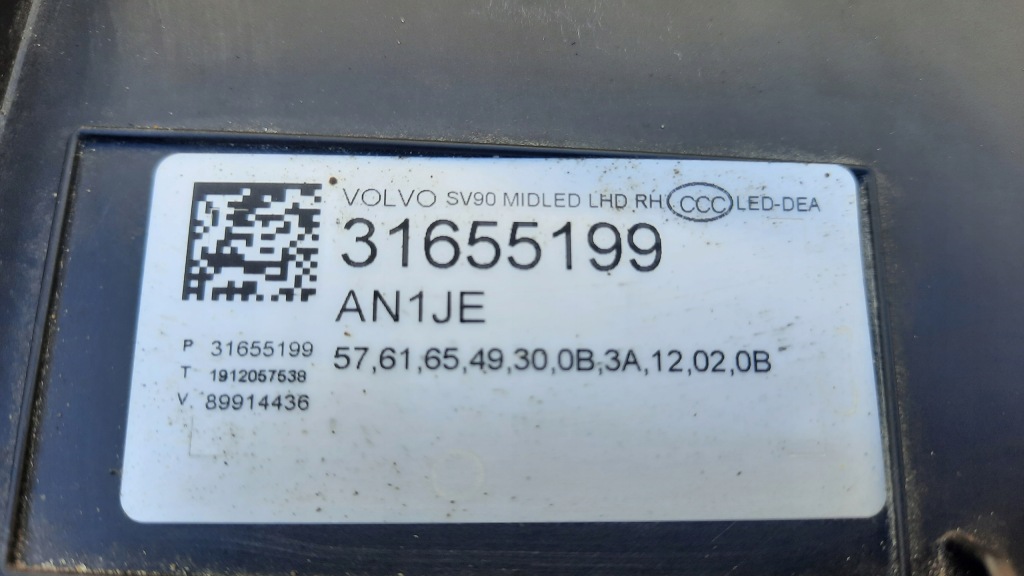 VOLVO SV90 MIDLED LHD RH CCC LED-DEA
31655199
AN1JE
57,61,65,49,30,0B,3A,12,02,0B
P 31655199
T 1912057538
V 89914436